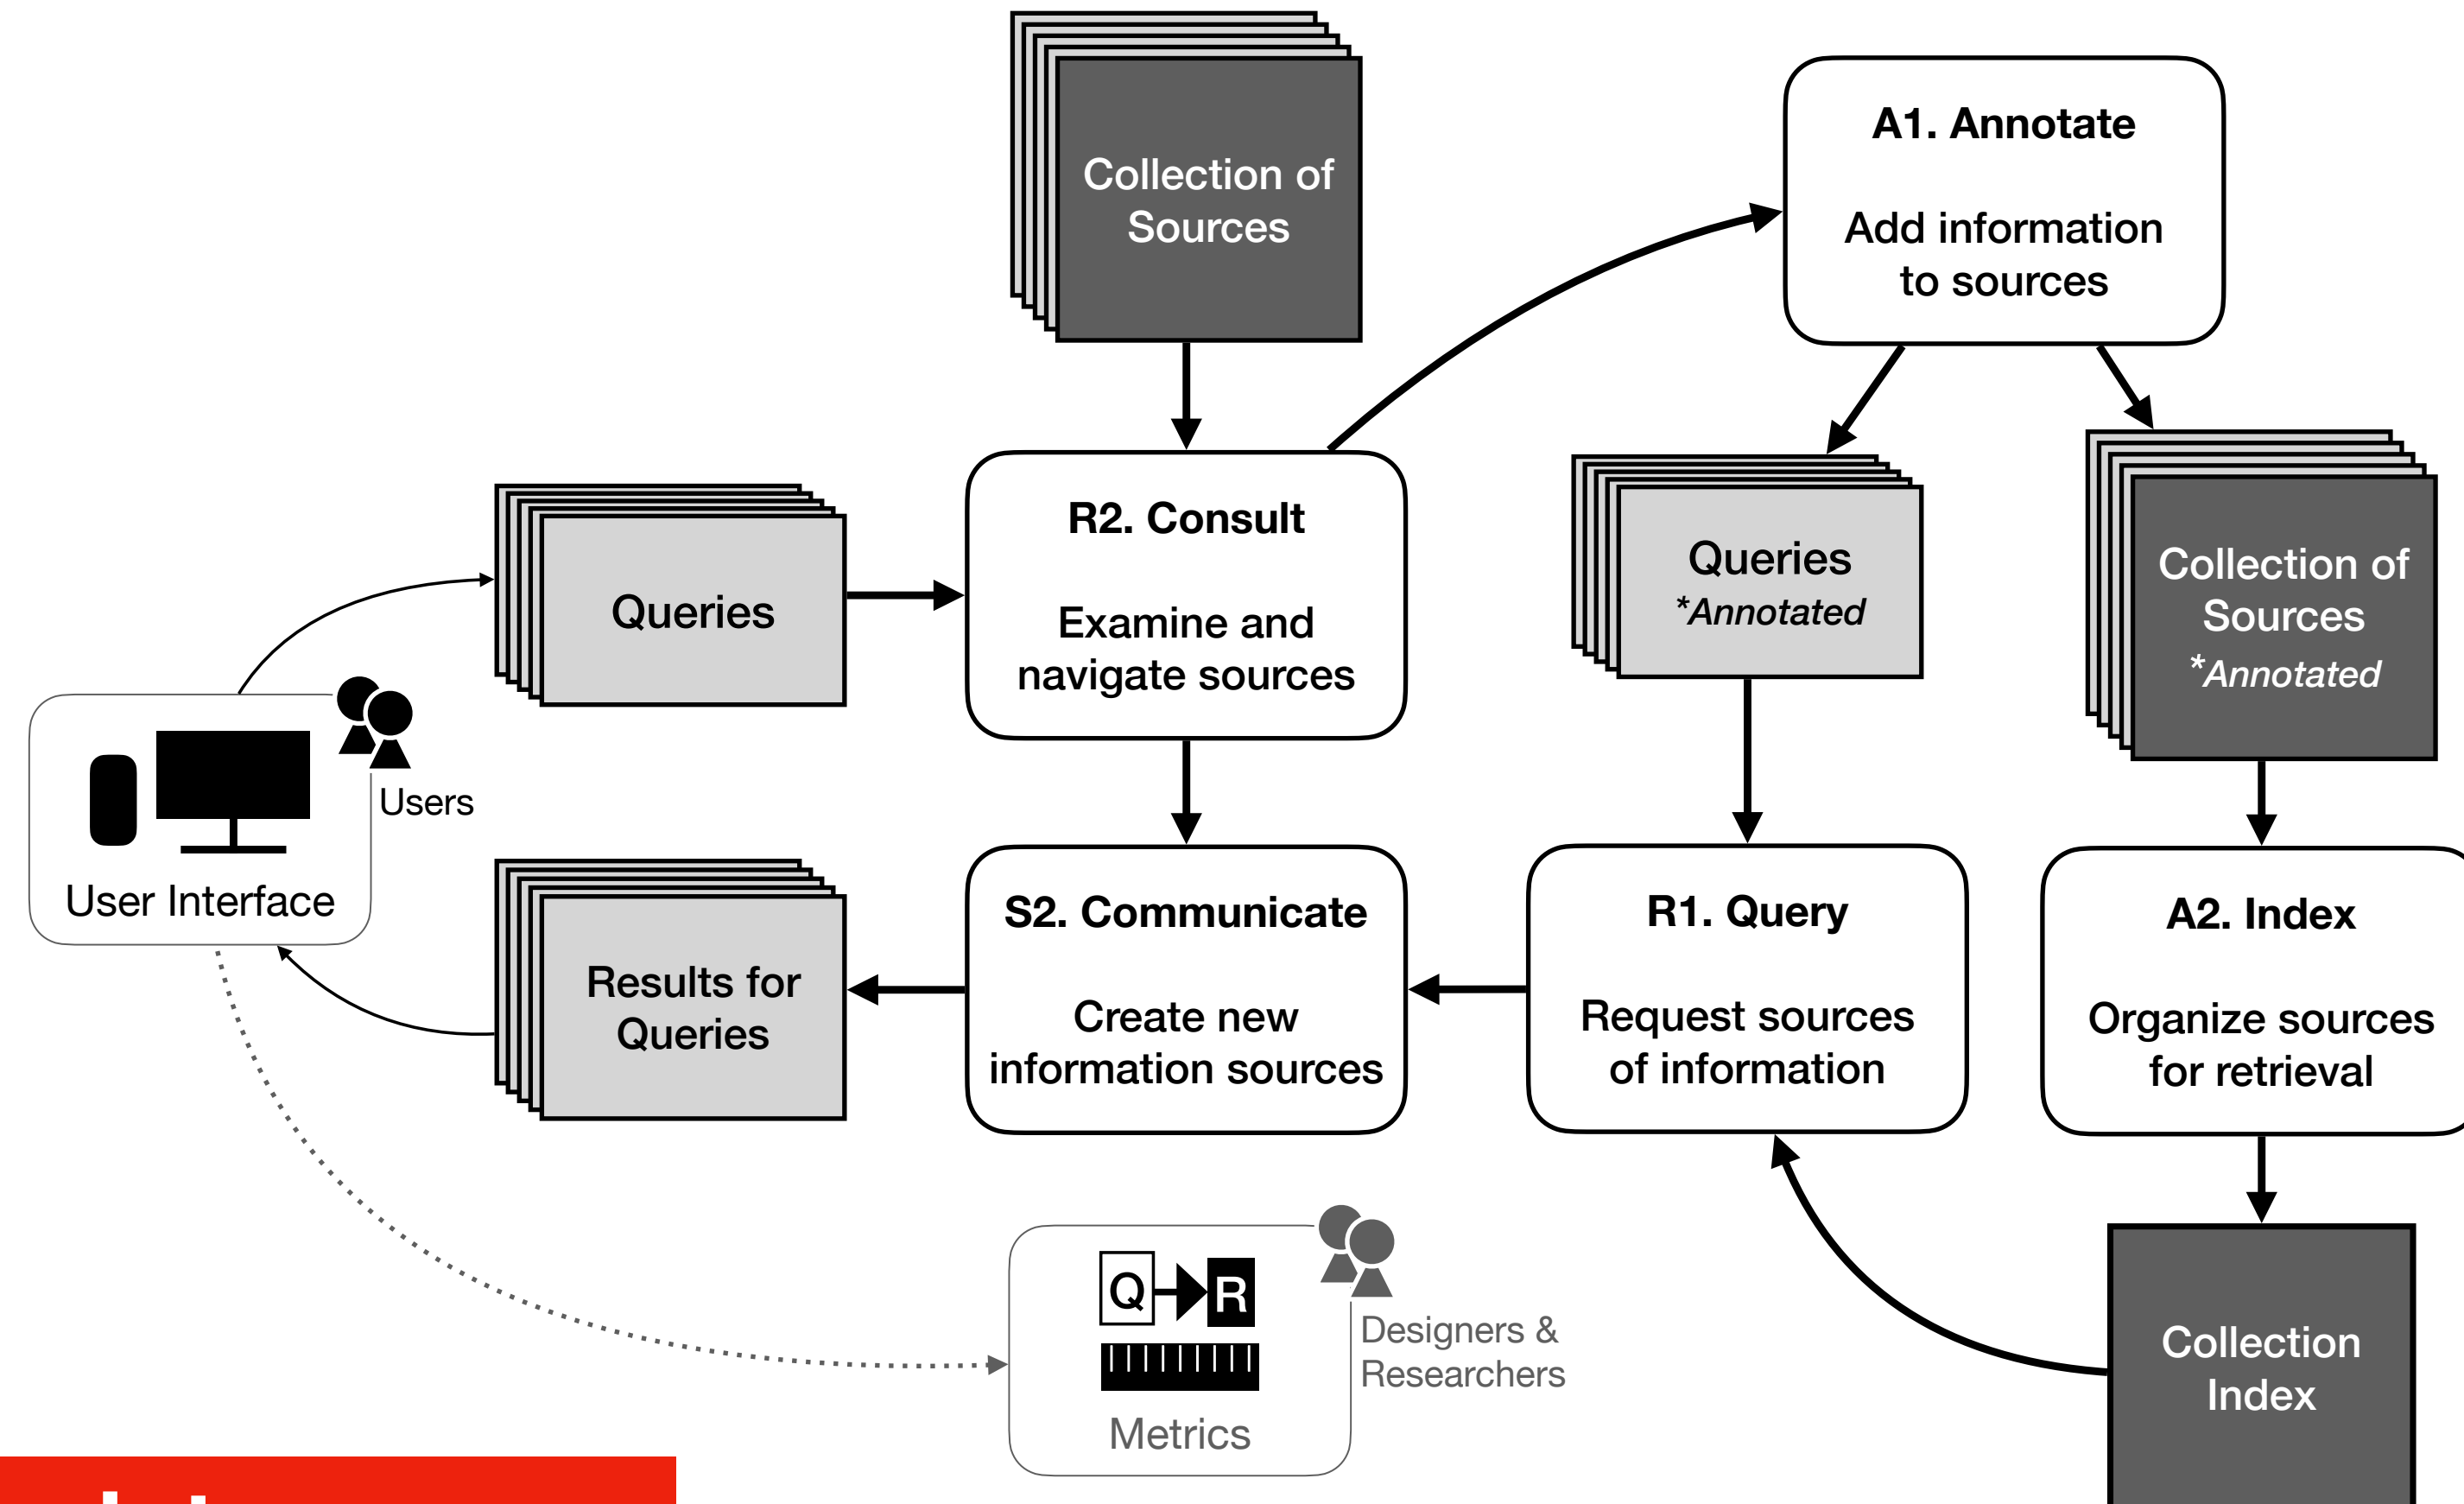 Collection of
Sources
A1. Annotate
Add information
to sources
R2. Consult
Examine and
navigate sources
Queries
Queries
*Annotated
Collection of
Sources
*Annotated
Users
User Interface
Results for
Queries
S2. Communicate
Create new
information sources
R1. Query
Request sources
of information
A2. Index
Organize sources
for retrieval
Q
R
Metrics
Designers &
Researchers
Collection
Index